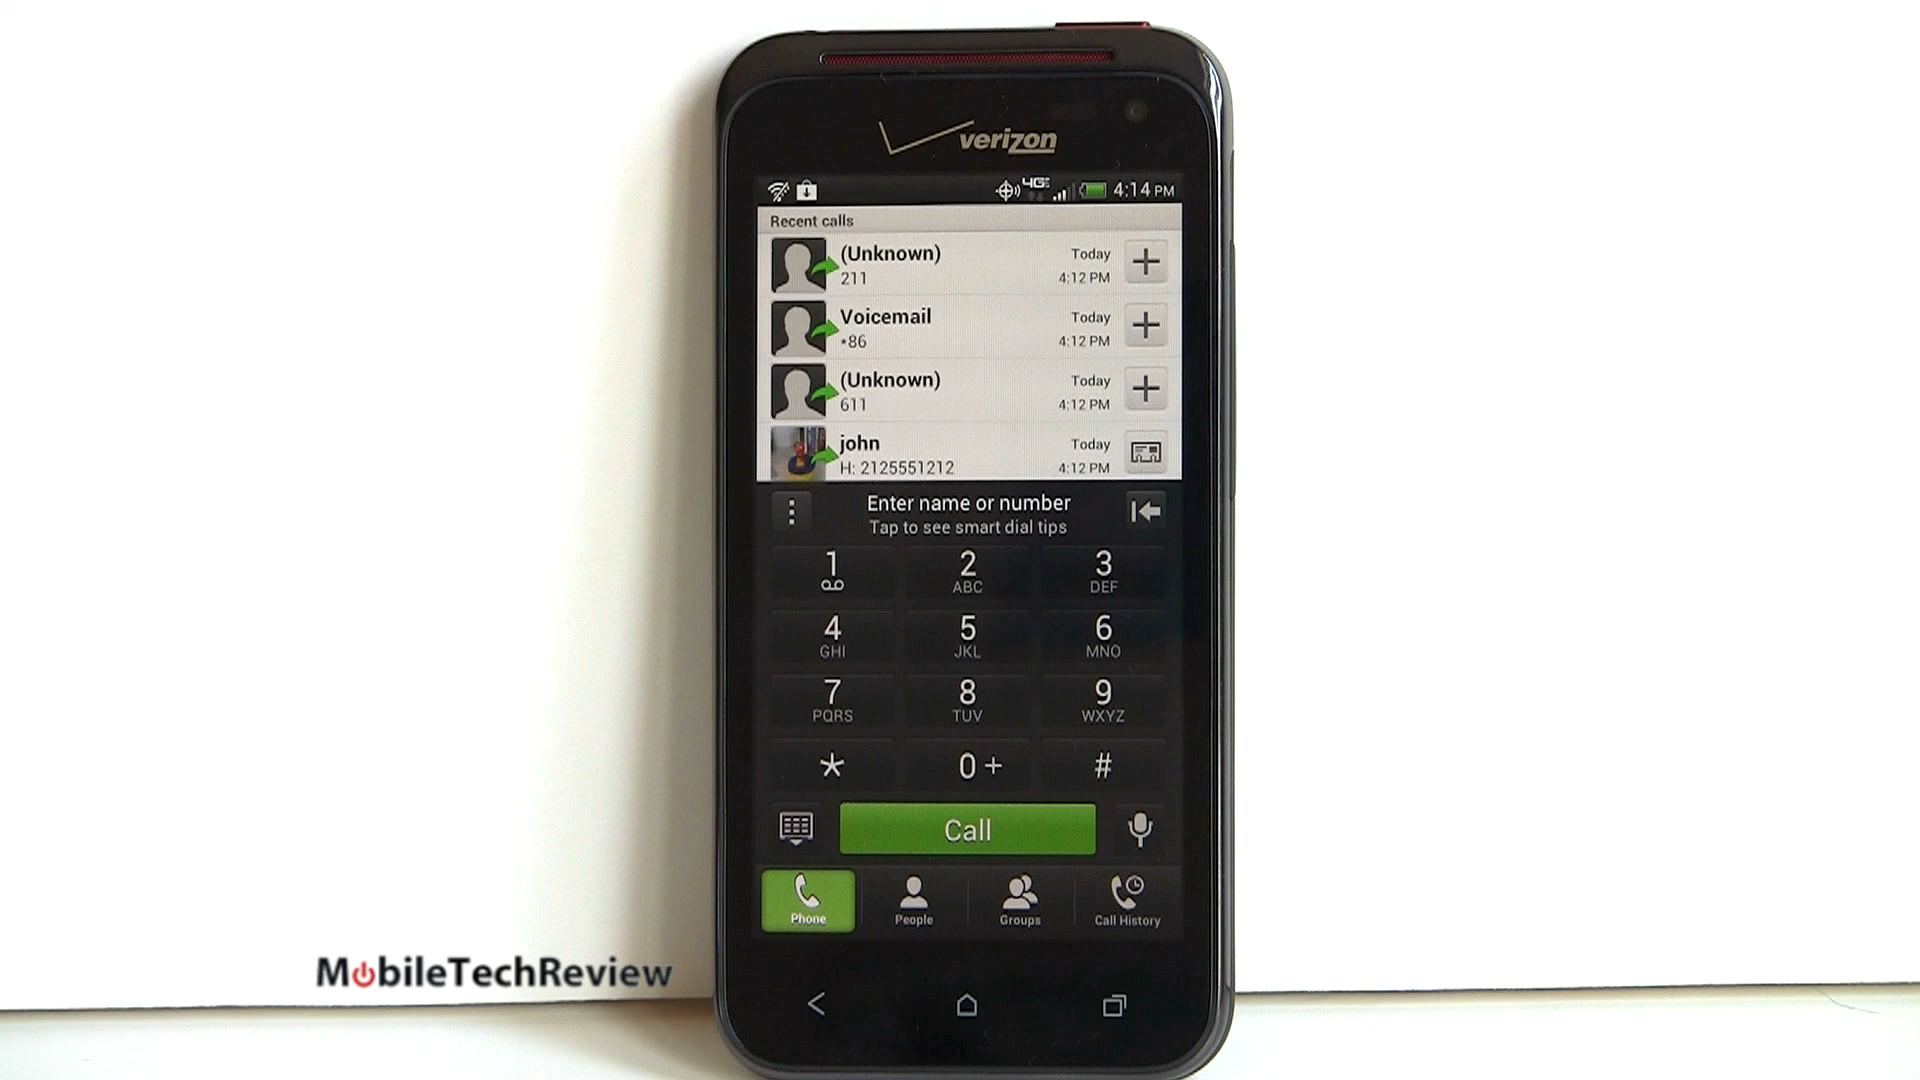 verizon
4G LTE 4:14 PM
Recent calls
(Unknown) Today
211 4:12 PM
Voicemail Today
*86 4:12 PM
(Unknown) Today
611 4:12 PM
john Today
H: 2125551212 4:12 PM
Enter name or number
Tap to see smart dial tips
1 2 3
ABC DEF
4 5 6
GHI JKL MNO
7 8 9
PQRS TUV WXYZ
* 0 + #
Call
Phone People Groups Call History
MobileTechReview